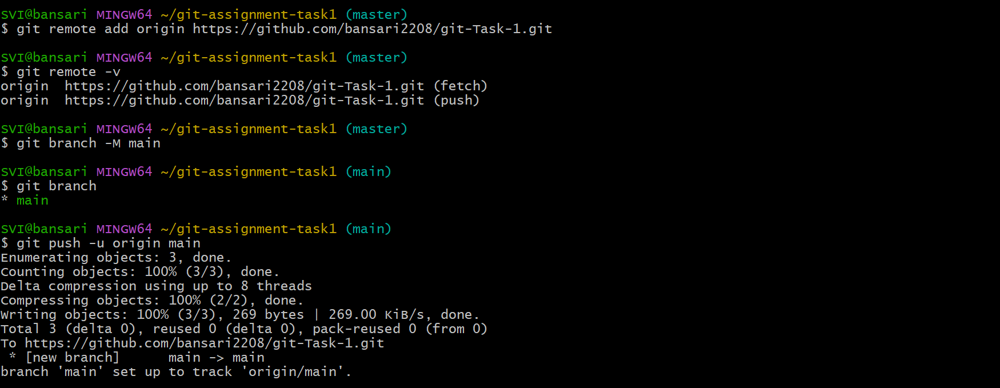 SVI@bansari MINGW64 ~/git-assignment-task1 (master)
$ git remote add origin https://github.com/bansari2208/git-Task-1.git
SVI@bansari MINGW64 ~/git-assignment-task1 (master)
$ git remote -v
origin  https://github.com/bansari2208/git-Task-1.git (fetch)
origin  https://github.com/bansari2208/git-Task-1.git (push)
SVI@bansari MINGW64 ~/git-assignment-task1 (master)
$ git branch -M main
SVI@bansari MINGW64 ~/git-assignment-task1 (main)
$ git branch
* main
SVI@bansari MINGW64 ~/git-assignment-task1 (main)
$ git push -u origin main
Enumerating objects: 3, done.
Counting objects: 100% (3/3), done.
Delta compression using up to 8 threads
Compressing objects: 100% (2/2), done.
Writing objects: 100% (3/3), 269 bytes | 269.00 KiB/s, done.
Total 3 (delta 0), reused 0 (delta 0), pack-reused 0 (from 0)
To https://github.com/bansari2208/git-Task-1.git
 * [new branch]      main -> main
branch 'main' set up to track 'origin/main'.